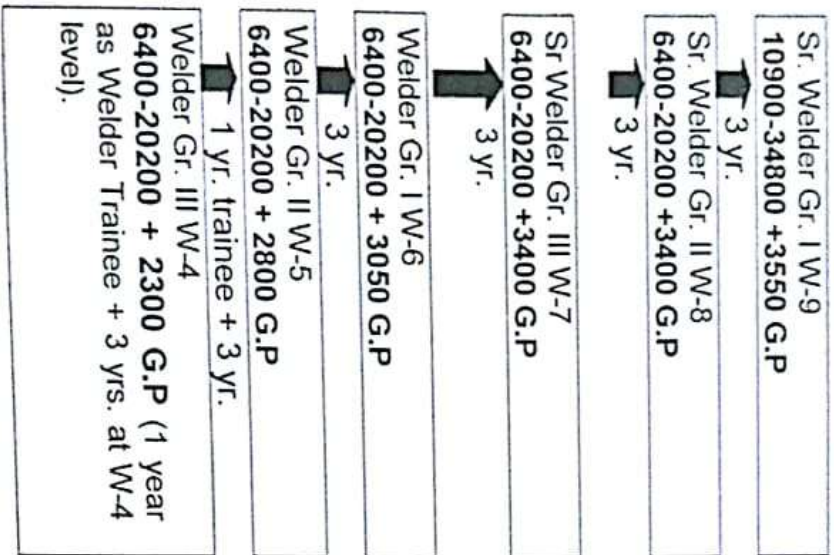 Sr. Welder Gr. I W-9
10900-34800 +3550 G.P
3 yr.
Sr. Welder Gr. II W-8
6400-20200 +3400 G.P
3 yr.
Sr Welder Gr. III W-7
6400-20200 +3400 G.P
3 yr.
Welder Gr. I W-6
6400-20200 + 3050 G.P
3 yr.
Welder Gr. II W-5
6400-20200 + 2800 G.P
1 yr. trainee + 3 yr.
Welder Gr. III W-4
6400-20200 + 2300 G.P (1 year
as Welder Trainee + 3 yrs. at W-4
level).